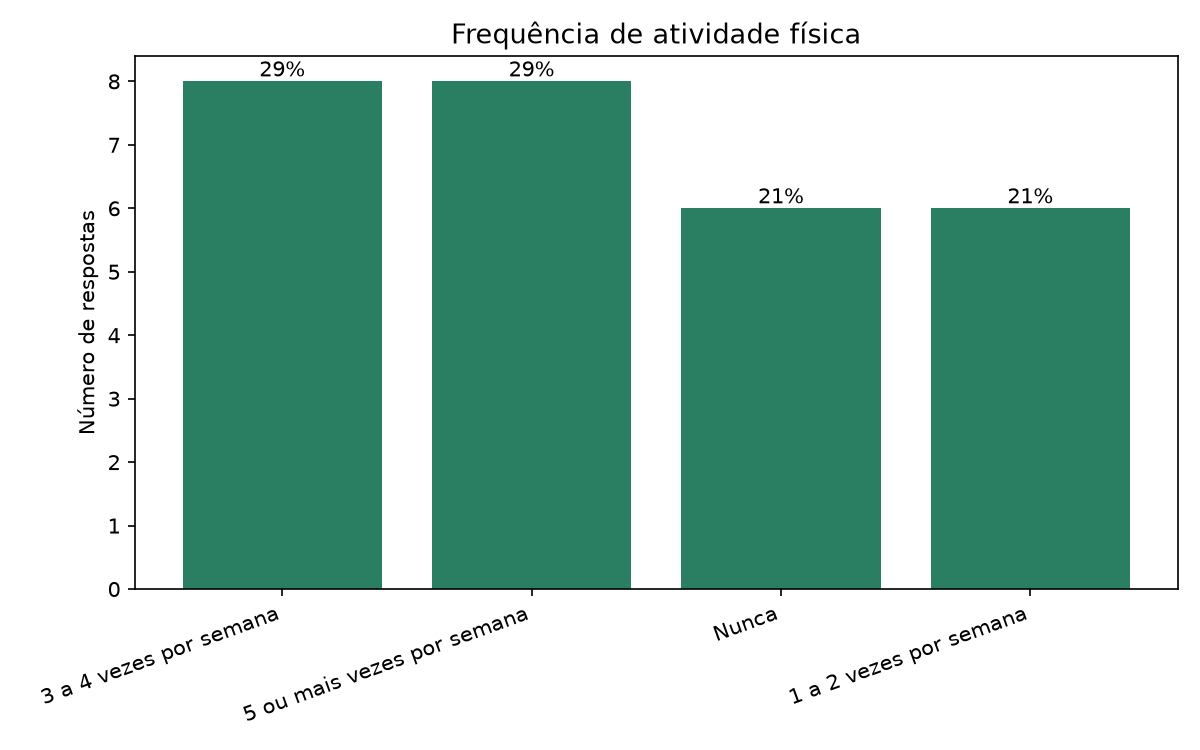 Frequência de atividade física
29%
29%
21%
21%
8
7
6
5
4
3
2
1
0
Número de respostas
3 a 4 vezes por semana
5 ou mais vezes por semana
Nunca
1 a 2 vezes por semana